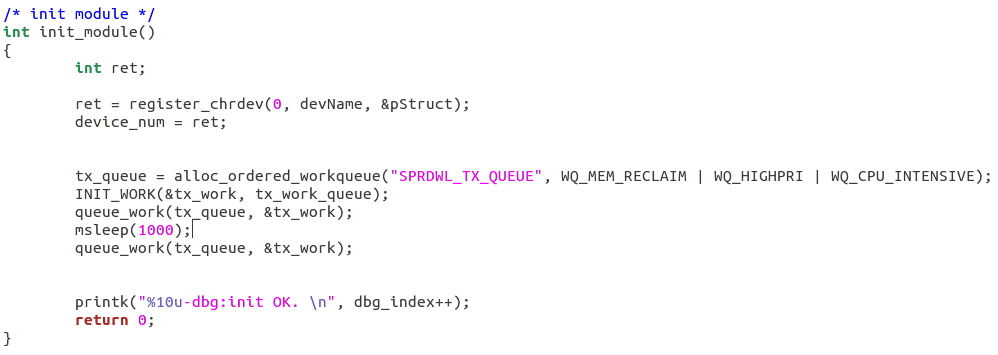 /* init module */
int init_module()
{
        int ret;

        ret = register_chrdev(0, devName, &pStruct);
        device_num = ret;


        tx_queue = alloc_ordered_workqueue("SPRDWL_TX_QUEUE", WQ_MEM_RECLAIM | WQ_HIGHPRI | WQ_CPU_INTENSIVE);
        INIT_WORK(&tx_work, tx_work_queue);
        queue_work(tx_queue, &tx_work);
        msleep(1000);
        queue_work(tx_queue, &tx_work);


        printk("%10u-dbg:init OK. \n", dbg_index++);
        return 0;
}